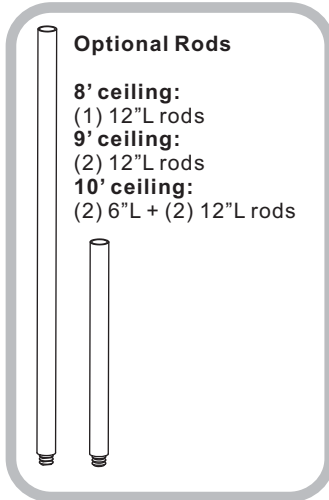 Optional Rods
8’ ceiling:
(1) 12”L rods
9’ ceiling:
(2) 12”L rods
10’ ceiling:
(2) 6”L + (2) 12”L rods